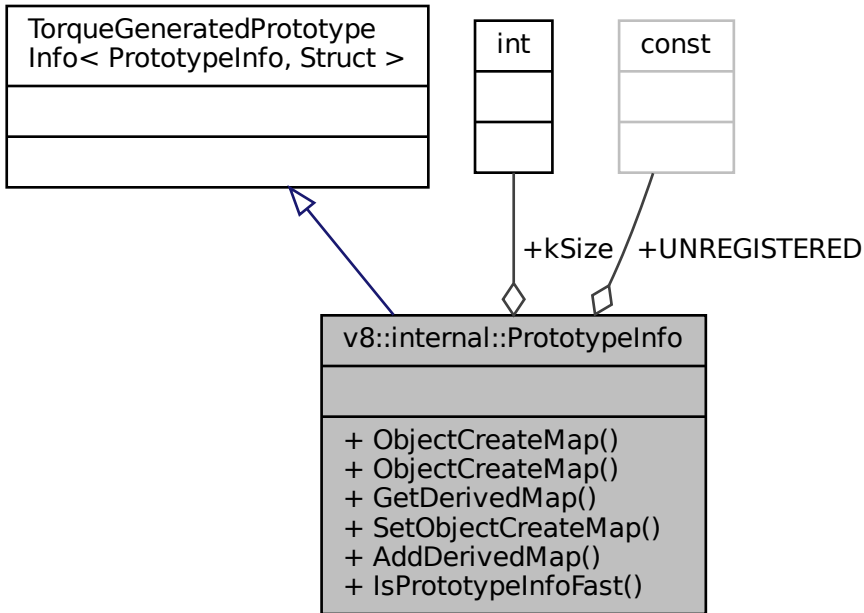 TorqueGeneratedPrototype
Info< PrototypeInfo, Struct >
int
const
+kSize
+UNREGISTERED
v8::internal::PrototypeInfo
+ ObjectCreateMap()
+ ObjectCreateMap()
+ GetDerivedMap()
+ SetObjectCreateMap()
+ AddDerivedMap()
+ IsPrototypeInfoFast()